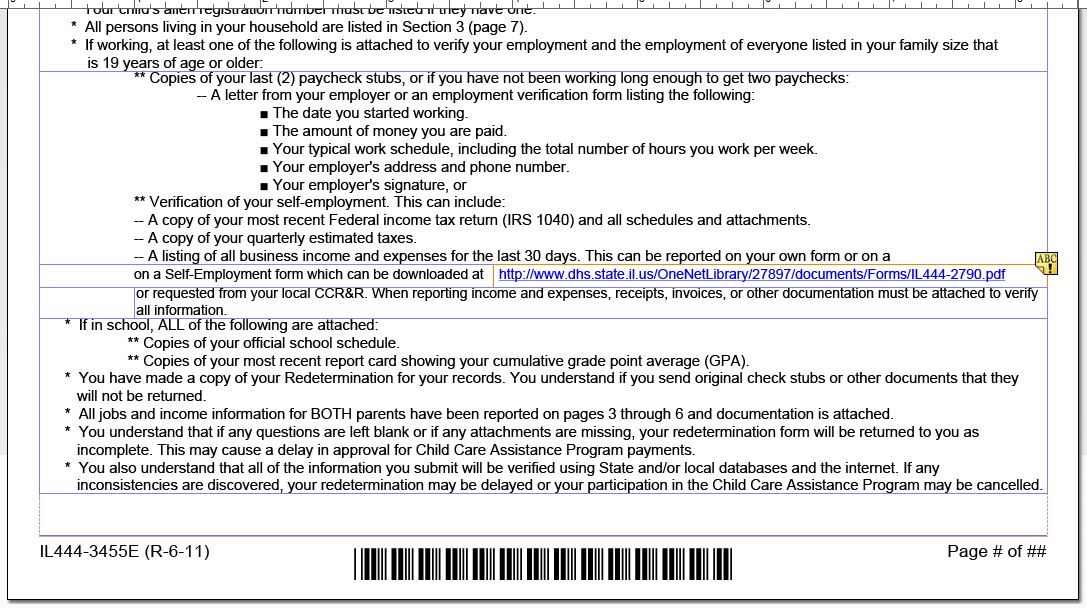 Your child's alien registration number must be listed if they have one.
* All persons living in your household are listed in Section 3 (page 7).
* If working, at least one of the following is attached to verify your employment and the employment of everyone listed in your family size that
is 19 years of age or older:
** Copies of your last (2) paycheck stubs, or if you have not been working long enough to get two paychecks:
-- A letter from your employer or an employment verification form listing the following:
■ The date you started working.
■ The amount of money you are paid.
■ Your typical work schedule, including the total number of hours you work per week.
■ Your employer's address and phone number.
■ Your employer's signature, or
** Verification of your self-employment. This can include:
-- A copy of your most recent Federal income tax return (IRS 1040) and all schedules and attachments.
-- A copy of your quarterly estimated taxes.
-- A listing of all business income and expenses for the last 30 days. This can be reported on your own form or on a
ABC
on a Self-Employment form which can be downloaded at http://www.dhs.state.il.us/OneNetLibrary/27897/documents/Forms/IL444-2790.pdf
or requested from your local CCR&R. When reporting income and expenses, receipts, invoices, or other documentation must be attached to verify
all information.
* If in school, ALL of the following are attached:
** Copies of your official school schedule.
** Copies of your most recent report card showing your cumulative grade point average (GPA).
* You have made a copy of your Redetermination for your records. You understand if you send original check stubs or other documents that they
will not be returned.
* All jobs and income information for BOTH parents have been reported on pages 3 through 6 and documentation is attached.
* You understand that if any questions are left blank or if any attachments are missing, your redetermination form will be returned to you as
incomplete. This may cause a delay in approval for Child Care Assistance Program payments.
* You also understand that all of the information you submit will be verified using State and/or local databases and the internet. If any
inconsistencies are discovered, your redetermination may be delayed or your participation in the Child Care Assistance Program may be cancelled.
IL444-3455E (R-6-11)
Page # of ##